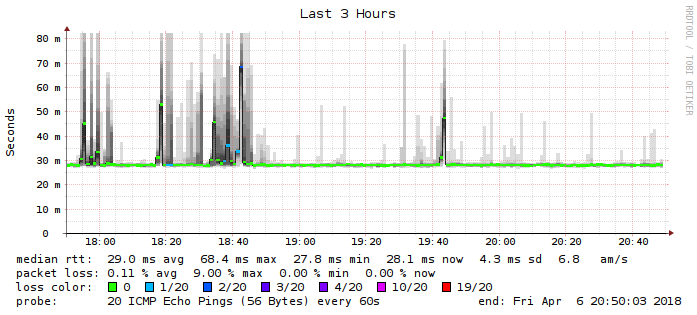 Last 3 Hours
RRDTOOL / TOBI OETIKER
Seconds
80 m
70 m
60 m
50 m
40 m
30 m
20 m
10 m
0
18:00 18:20 18:40 19:00 19:20 19:40 20:00 20:20 20:40
median rtt: 29.0 ms avg 68.4 ms max 27.8 ms min 28.1 ms now 4.3 ms sd 6.8 am/s
packet loss: 0.11 % avg 9.00 % max 0.00 % min 0.00 % now
loss color: 0 1/20 2/20 3/20 4/20 10/20 19/20
probe: 20 ICMP Echo Pings (56 Bytes) every 60s end: Fri Apr 6 20:50:03 2018